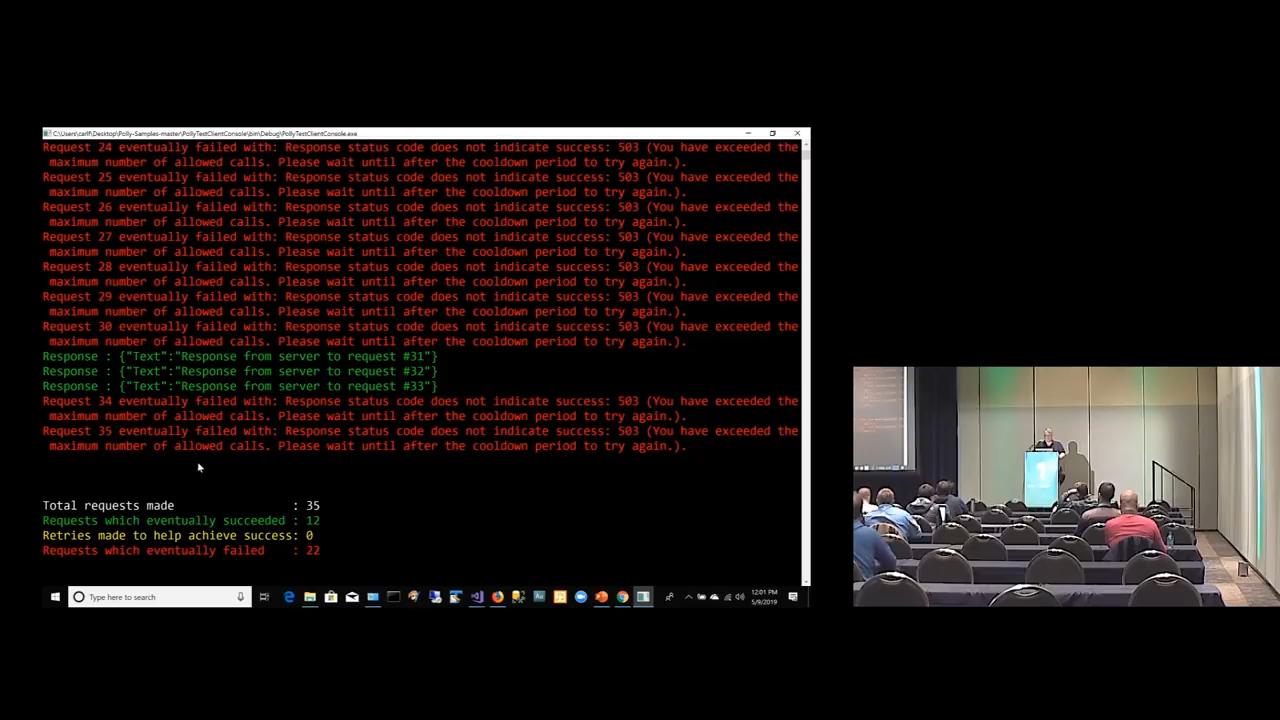 C:\Users\carlf\Desktop\Polly-Samples-master\PollyTestClientConsole\bin\Debug\PollyTestClientConsole.exe
Request 24 eventually failed with: Response status code does not indicate success: 503 (You have exceeded the
maximum number of allowed calls. Please wait until after the cooldown period to try again.).
Request 25 eventually failed with: Response status code does not indicate success: 503 (You have exceeded the
maximum number of allowed calls. Please wait until after the cooldown period to try again.).
Request 26 eventually failed with: Response status code does not indicate success: 503 (You have exceeded the
maximum number of allowed calls. Please wait until after the cooldown period to try again.).
Request 27 eventually failed with: Response status code does not indicate success: 503 (You have exceeded the
maximum number of allowed calls. Please wait until after the cooldown period to try again.).
Request 28 eventually failed with: Response status code does not indicate success: 503 (You have exceeded the
maximum number of allowed calls. Please wait until after the cooldown period to try again.).
Request 29 eventually failed with: Response status code does not indicate success: 503 (You have exceeded the
maximum number of allowed calls. Please wait until after the cooldown period to try again.).
Request 30 eventually failed with: Response status code does not indicate success: 503 (You have exceeded the
maximum number of allowed calls. Please wait until after the cooldown period to try again.).
Response : {"Text":"Response from server to request #31"}
Response : {"Text":"Response from server to request #32"}
Response : {"Text":"Response from server to request #33"}
Request 34 eventually failed with: Response status code does not indicate success: 503 (You have exceeded the
maximum number of allowed calls. Please wait until after the cooldown period to try again.).
Request 35 eventually failed with: Response status code does not indicate success: 503 (You have exceeded the
maximum number of allowed calls. Please wait until after the cooldown period to try again.).
Total requests made : 35
Requests which eventually succeeded : 12
Retries made to help achieve success: 0
Requests which eventually failed : 22
Type here to search
12:01 PM
5/9/2019